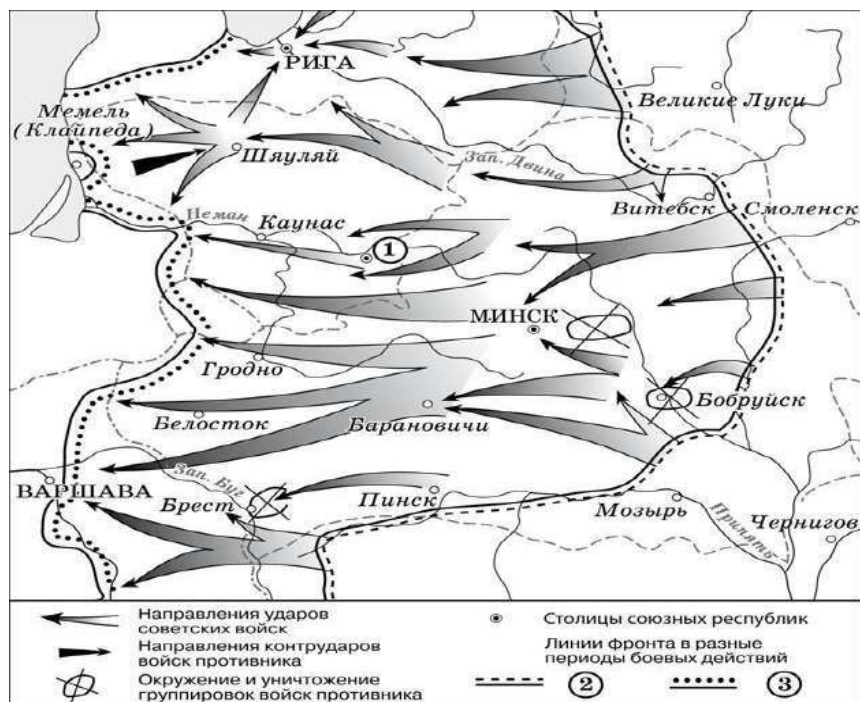 РИГА
Великие Луки
Мемель
(Клайпеда)
Шяуляй
Зап. Двина
Витебск
Смоленск
Неман
Каунас
1
МИНСК
Гродно
Бобруйск
Белосток
Барановичи
Зап. Буг
ВАРШАВА
Брест
Пинск
Мозырь
Припять
Чернигов
Направления ударов
советских войск
Направления контрударов
войск противника
Окружение и уничтожение
группировок войск противника
Столицы союзных республик
Линии фронта в разные
периоды боевых действий
2
3